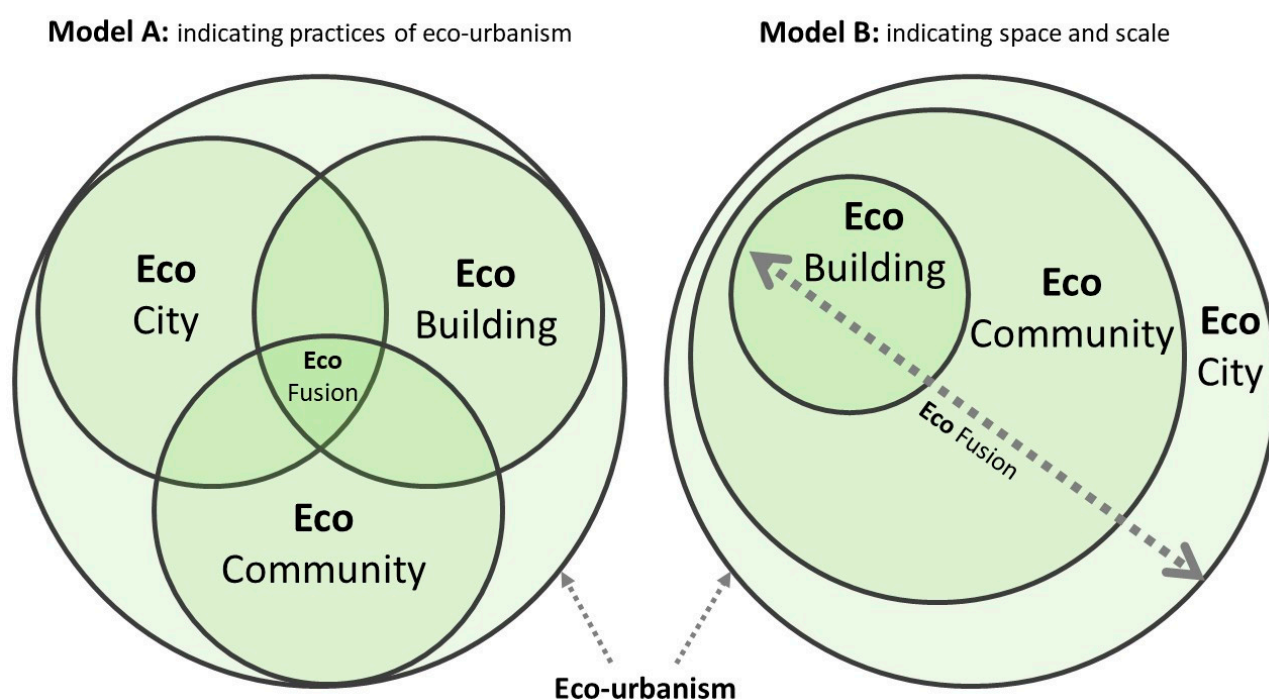 Model A: indicating practices of eco-urbanism
Eco
City
Eco
Building
Eco
Fusion
Eco
Community
Model B: indicating space and scale
Eco
Building
Eco
Community
Eco
City
Eco Fusion
Eco-urbanism